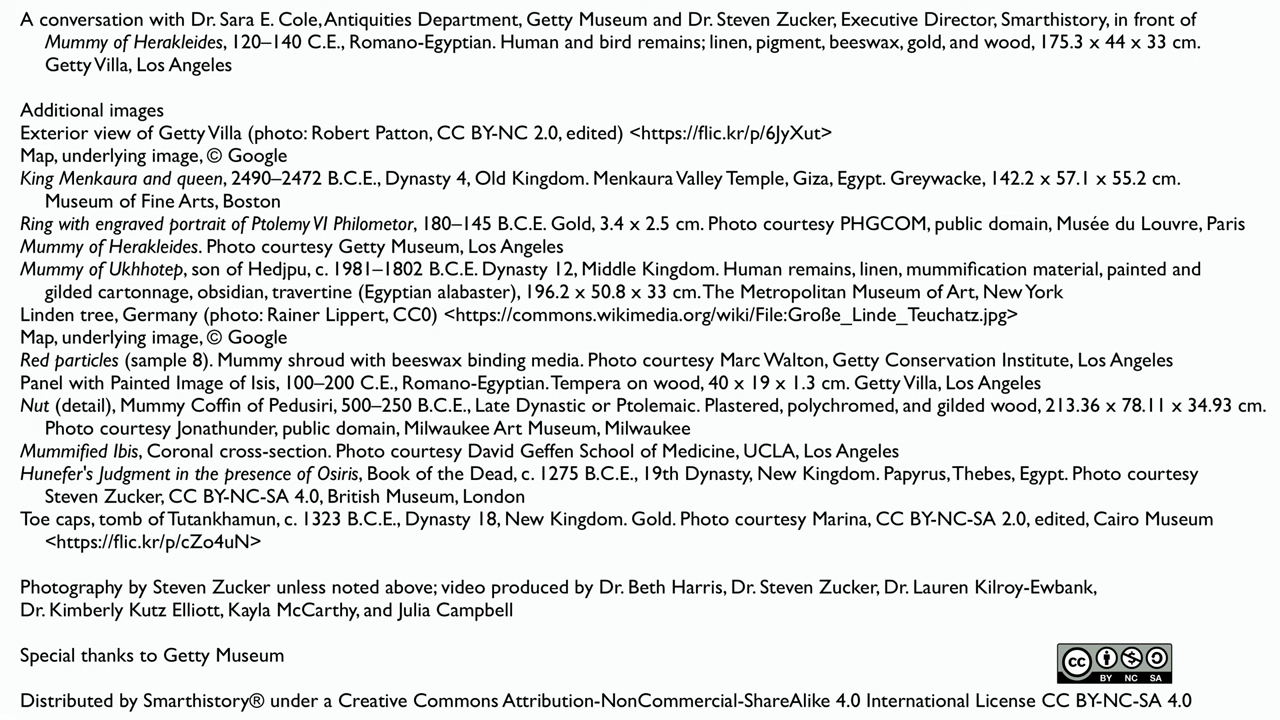 A conversation with Dr. Sara E. Cole, Antiquities Department, Getty Museum and Dr. Steven Zucker, Executive Director, Smarthistory, in front of
Mummy of Herakleides, 120–140 C.E., Romano-Egyptian. Human and bird remains; linen, pigment, beeswax, gold, and wood, 175.3 x 44 x 33 cm.
Getty Villa, Los Angeles
Additional images
Exterior view of Getty Villa (photo: Robert Patton, CC BY-NC 2.0, edited) <https://flic.kr/p/6JyXut>
Map, underlying image, © Google
King Menkaura and queen, 2490–2472 B.C.E., Dynasty 4, Old Kingdom. Menkaura Valley Temple, Giza, Egypt. Greywacke, 142.2 x 57.1 x 55.2 cm.
Museum of Fine Arts, Boston
Ring with engraved portrait of Ptolemy VI Philometor, 180–145 B.C.E. Gold, 3.4 x 2.5 cm. Photo courtesy PHGCOM, public domain, Musée du Louvre, Paris
Mummy of Herakleides. Photo courtesy Getty Museum, Los Angeles
Mummy of Ukhhotep, son of Hedjpu, c. 1981–1802 B.C.E. Dynasty 12, Middle Kingdom. Human remains, linen, mummification material, painted and
gilded cartonnage, obsidian, travertine (Egyptian alabaster), 196.2 x 50.8 x 33 cm. The Metropolitan Museum of Art, New York
Linden tree, Germany (photo: Rainer Lippert, CC0) <https://commons.wikimedia.org/wiki/File:Große_Linde_Teuchatz.jpg>
Map, underlying image, © Google
Red particles (sample 8). Mummy shroud with beeswax binding media. Photo courtesy Marc Walton, Getty Conservation Institute, Los Angeles
Panel with Painted Image of Isis, 100–200 C.E., Romano-Egyptian. Tempera on wood, 40 x 19 x 1.3 cm. Getty Villa, Los Angeles
Nut (detail), Mummy Coffin of Pedusiri, 500–250 B.C.E., Late Dynastic or Ptolemaic. Plastered, polychromed, and gilded wood, 213.36 x 78.11 x 34.93 cm.
Photo courtesy Jonathunder, public domain, Milwaukee Art Museum, Milwaukee
Mummified Ibis, Coronal cross-section. Photo courtesy David Geffen School of Medicine, UCLA, Los Angeles
Hunefer's Judgment in the presence of Osiris, Book of the Dead, c. 1275 B.C.E., 19th Dynasty, New Kingdom. Papyrus, Thebes, Egypt. Photo courtesy
Steven Zucker, CC BY-NC-SA 4.0, British Museum, London
Toe caps, tomb of Tutankhamun, c. 1323 B.C.E., Dynasty 18, New Kingdom. Gold. Photo courtesy Marina, CC BY-NC-SA 2.0, edited, Cairo Museum
<https://flic.kr/p/cZo4uN>
Photography by Steven Zucker unless noted above; video produced by Dr. Beth Harris, Dr. Steven Zucker, Dr. Lauren Kilroy-Ewbank,
Dr. Kimberly Kutz Elliott, Kayla McCarthy, and Julia Campbell
Special thanks to Getty Museum
cc
BY NC SA
Distributed by Smarthistory® under a Creative Commons Attribution-NonCommercial-ShareAlike 4.0 International License CC BY-NC-SA 4.0